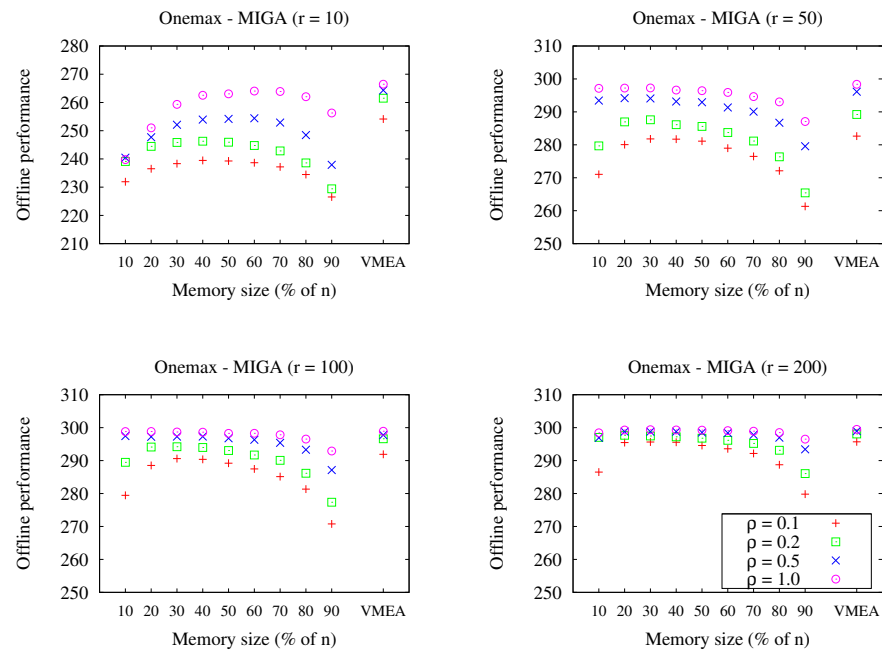 Onemax - MIGA (r = 10)
280
270
260
250
240
230
220
210
Offline performance
10 20 30 40 50 60 70 80 90 VMEA
Memory size (% of n)
Onemax - MIGA (r = 50)
310
300
290
280
270
260
250
Offline performance
10 20 30 40 50 60 70 80 90 VMEA
Memory size (% of n)
Onemax - MIGA (r = 100)
310
300
290
280
270
260
250
Offline performance
10 20 30 40 50 60 70 80 90 VMEA
Memory size (% of n)
Onemax - MIGA (r = 200)
310
300
290
280
270
260
250
Offline performance
ρ = 0.1
ρ = 0.2
ρ = 0.5
ρ = 1.0
10 20 30 40 50 60 70 80 90 VMEA
Memory size (% of n)